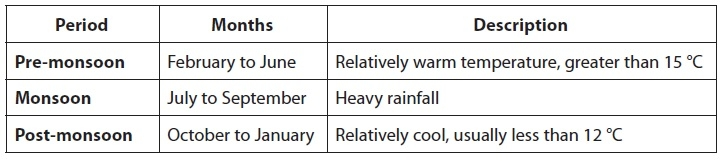 Period Months Description
Pre-monsoon February to June Relatively warm temperature, greater than 15 °C
Monsoon July to September Heavy rainfall
Post-monsoon October to January Relatively cool, usually less than 12 °C